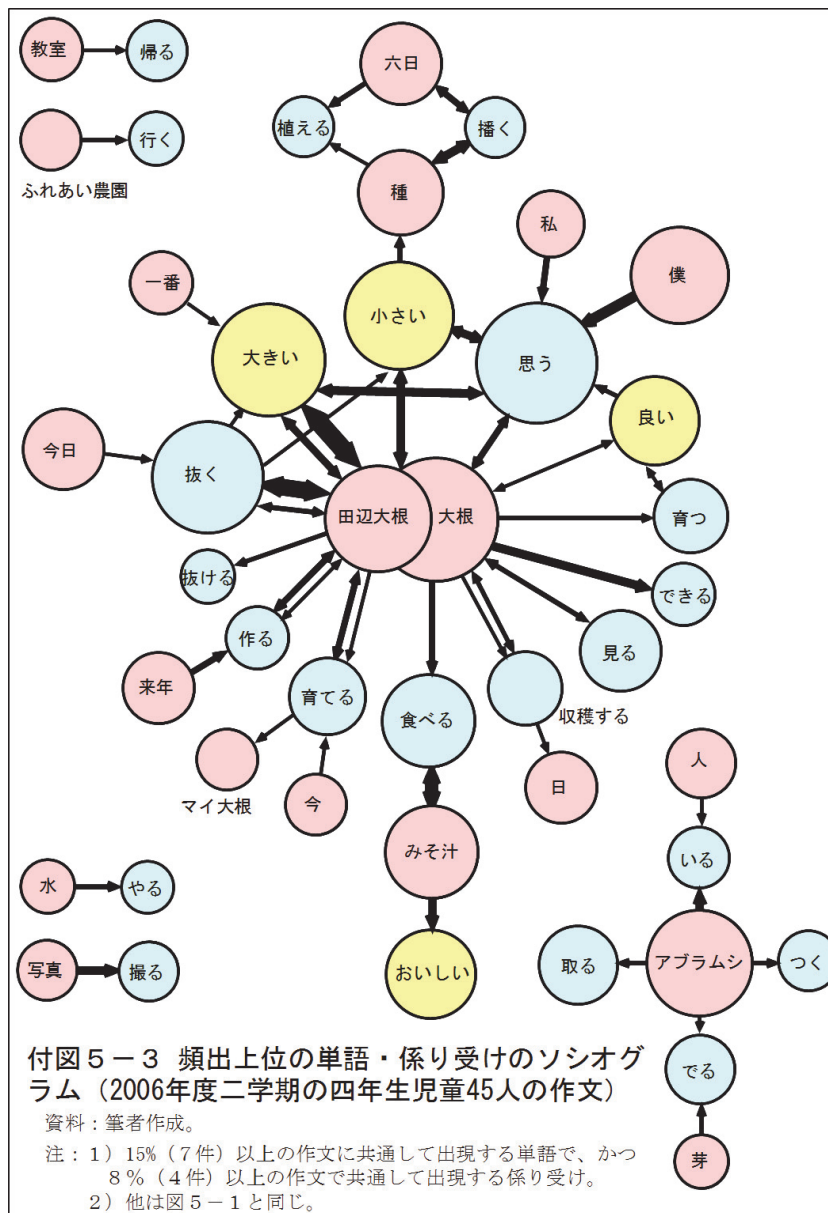 教室
帰る
六日
植える
播く
行く
ふれあい農園
種
私
一番
僕
小さい
大きい
思う
良い
今日
抜く
田辺大根
大根
育つ
抜ける
できる
作る
見る
来年
育てる
食べる
収穫する
マイ大根
今
日
人
みそ汁
いる
水
やる
写真
撮る
おいしい
取る
アブラムシ
つく
でる
芽
付図5-3 頻出上位の単語・係り受けのソシオグ
ラム(2006年度二学期の四年生児童45人の作文)
資料:筆者作成。
注:1)15%(7件)以上の作文に共通して出現する単語で、かつ
8%(4件)以上の作文で共通して出現する係り受け。
2)他は図5-1と同じ。